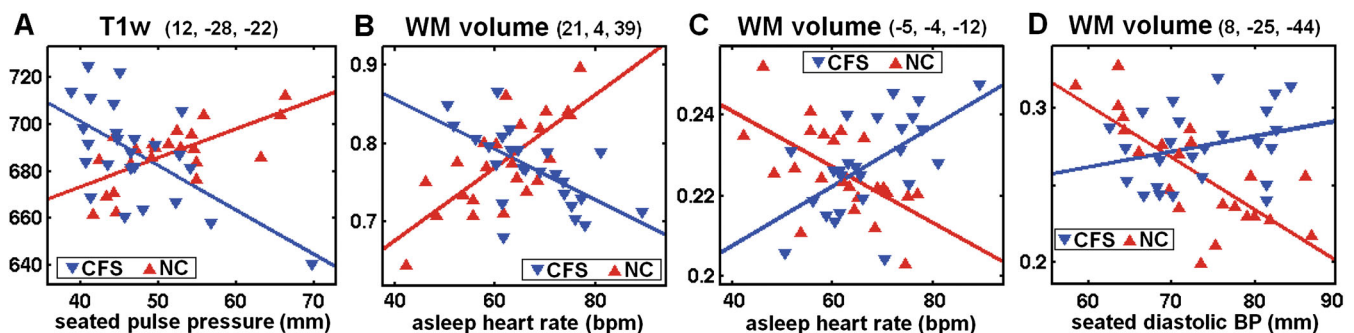 A T1w (12, -28, -22)
720
700
680
660
640
CFS NC
40 50 60 70
seated pulse pressure (mm)
B WM volume (21, 4, 39)
0.9
0.8
0.7
CFS NC
40 60 80
asleep heart rate (bpm)
C WM volume (-5, -4, -12)
CFS NC
0.24
0.22
0.2
40 60 80
asleep heart rate (bpm)
D WM volume (8, -25, -44)
0.3
0.2
CFS NC
60 70 80 90
seated diastolic BP (mm)